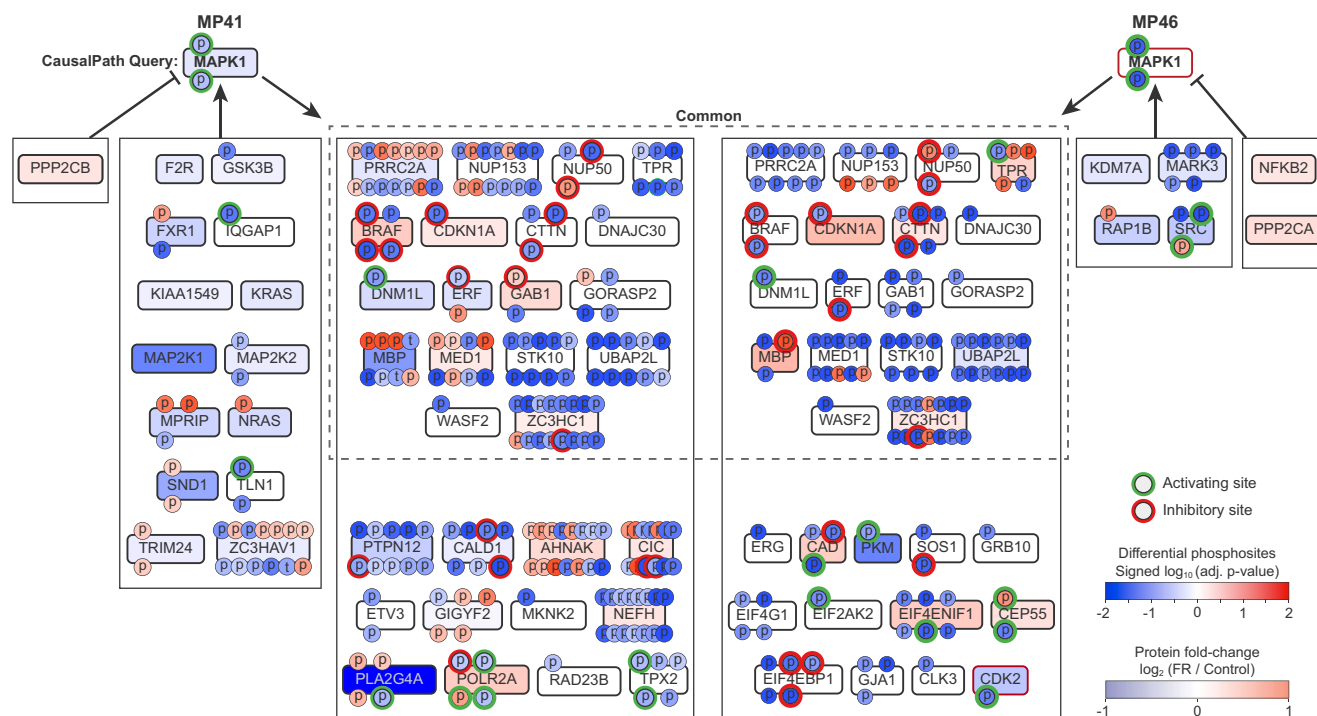 MP41
MP46
CausalPath Query:
MAPK1
MAPK1
Common
PPP2CB
F2R GSK3B
FXR1 IQGAP1
KIAA1549 KRAS
MAP2K1 MAP2K2
MPRIP NRAS
SND1 TLN1
TRIM24 ZC3HAV1
PRRC2A NUP153 NUP50 TPR
BRAF CDKN1A CTTN DNAJC30
DNM1L ERF GAB1 GORASP2
MBP MED1 STK10 UBAP2L
WASF2 ZC3HC1
PTPN12 CALD1 AHNAK CIC
ETV3 GIGYF2 MKNK2 NEFH
PLA2G4A POLR2A RAD23B TPX2
PRRC2A NUP153 NUP50 TPR
BRAF CDKN1A CTTN DNAJC30
DNM1L ERF GAB1 GORASP2
MBP MED1 STK10 UBAP2L
WASF2 ZC3HC1
ERG CAD PKM SOS1 GRB10
EIF4G1 EIF2AK2 EIF4ENIF1 CEP55
EIF4EBP1 GJA1 CLK3 CDK2
KDM7A MARK3
RAP1B SRC
NFKB2
PPP2CA
Activating site
Inhibitory site
Differential phosphosites
Signed log₁₀ (adj. p-value)
-2 -1 0 1 2
Protein fold-change
log₂ (FR / Control)
-1 0 1